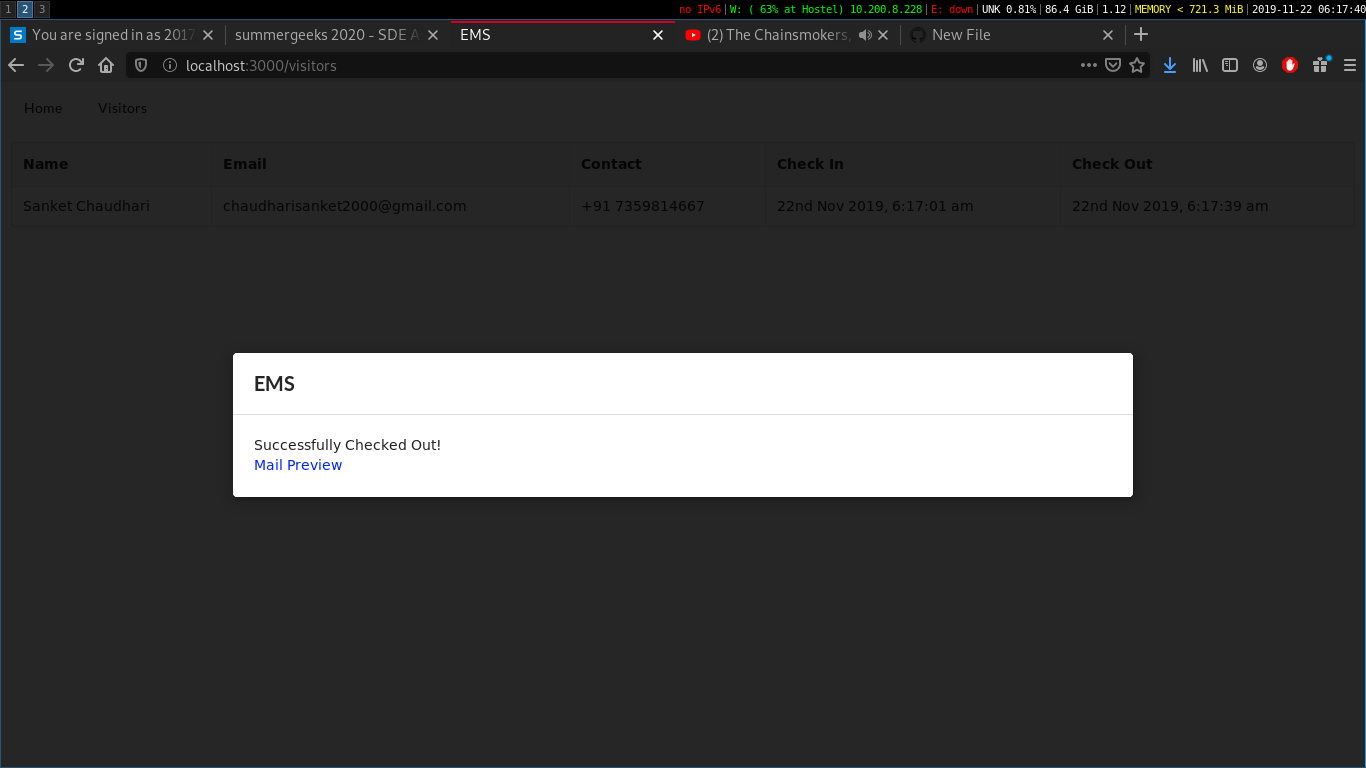 1 2 3 no IPv6 | W: ( 63% at Hostel) 10.200.8.228 | E: down | UNK 0.81% | 86.4 GiB | 1.12 | MEMORY < 721.3 MiB | 2019-11-22 06:17:40
You are signed in as 2017 summergeeks 2020 - SDE A EMS (2) The Chainsmokers, New File
localhost:3000/visitors
Home Visitors
Name Email Contact Check In Check Out
Sanket Chaudhari chaudharisanket2000@gmail.com +91 7359814667 22nd Nov 2019, 6:17:01 am 22nd Nov 2019, 6:17:39 am
EMS
Successfully Checked Out!
Mail Preview